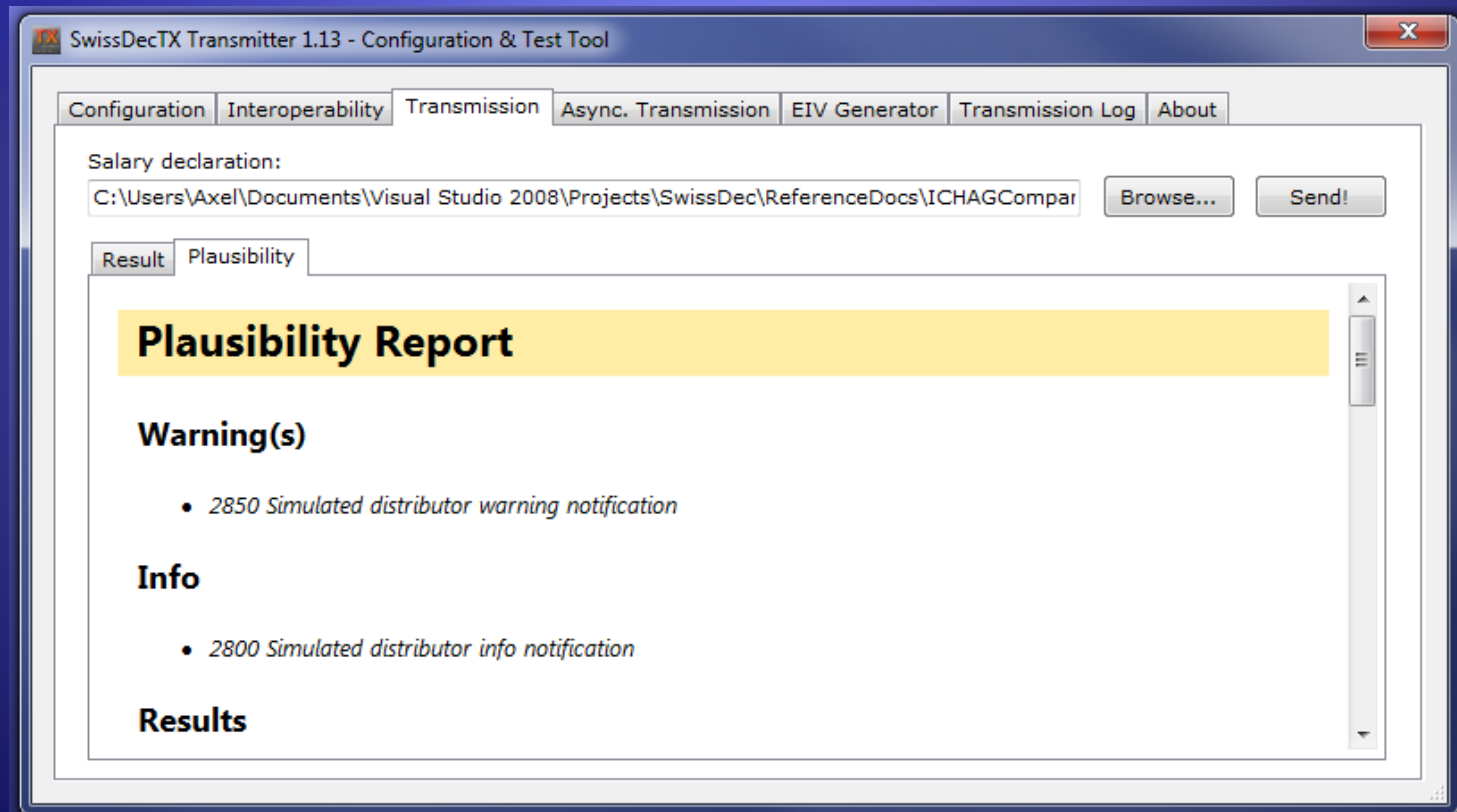 TX SwissDecTX Transmitter 1.13 - Configuration & Test Tool
Configuration Interoperability Transmission Async. Transmission EIV Generator Transmission Log About
Salary declaration:
C:\Users\Axel\Documents\Visual Studio 2008\Projects\SwissDec\ReferenceDocs\ICHAGCompar Browse... Send!
Result Plausibility
Plausibility Report
Warning(s)
• 2850 Simulated distributor warning notification
Info
• 2800 Simulated distributor info notification
Results